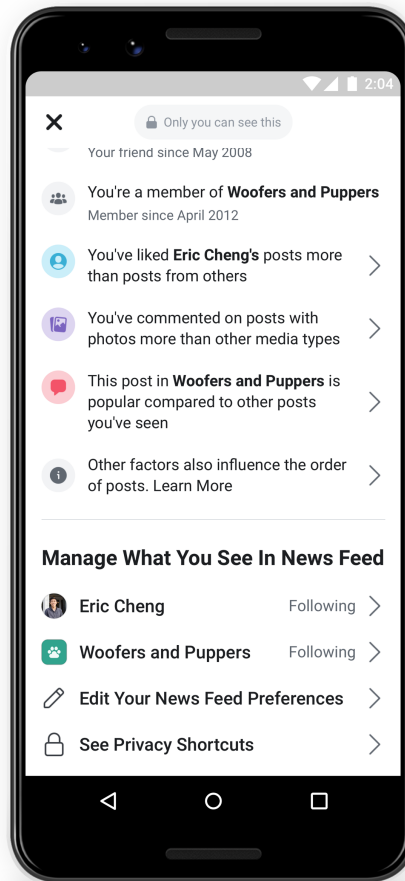 2:04
Only you can see this
Your friend since May 2008
You're a member of Woofers and Puppers
Member since April 2012
You've liked Eric Cheng's posts more
than posts from others
You've commented on posts with
photos more than other media types
This post in Woofers and Puppers is
popular compared to other posts
you've seen
Other factors also influence the order
of posts. Learn More
Manage What You See In News Feed
Eric Cheng Following
Woofers and Puppers Following
Edit Your News Feed Preferences
See Privacy Shortcuts